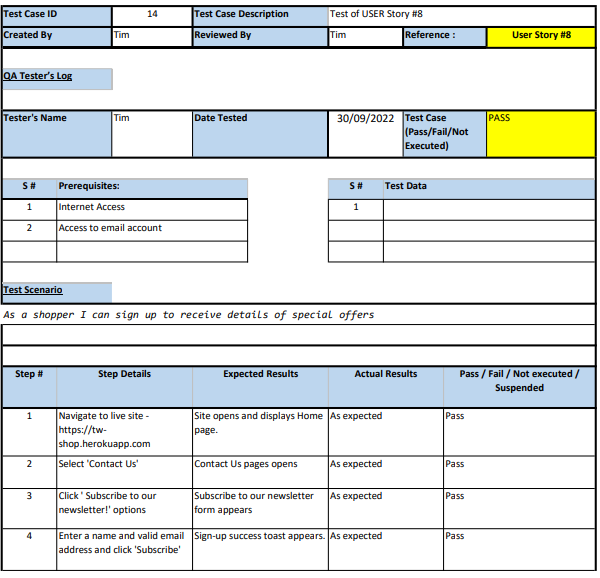 Test Case ID 14 Test Case Description Test of USER Story #8
Created By Tim Reviewed By Tim Reference : User Story #8
QA Tester's Log
Tester's Name Tim Date Tested 30/09/2022 Test Case PASS
(Pass/Fail/Not
Executed)
S # Prerequisites: S # Test Data
1 Internet Access 1
2 Access to email account
Test Scenario
As a shopper I can sign up to receive details of special offers
Step # Step Details Expected Results Actual Results Pass / Fail / Not executed /
Suspended
1 Navigate to live site - Site opens and displays Home As expected Pass
https://tw- page.
shop.herokuapp.com
2 Select 'Contact Us' Contact Us pages opens As expected Pass
3 Click ' Subscribe to our Subscribe to our newsletter As expected Pass
newsletter!' options form appears
4 Enter a name and valid email Sign-up success toast appears. As expected Pass
address and click 'Subscribe'